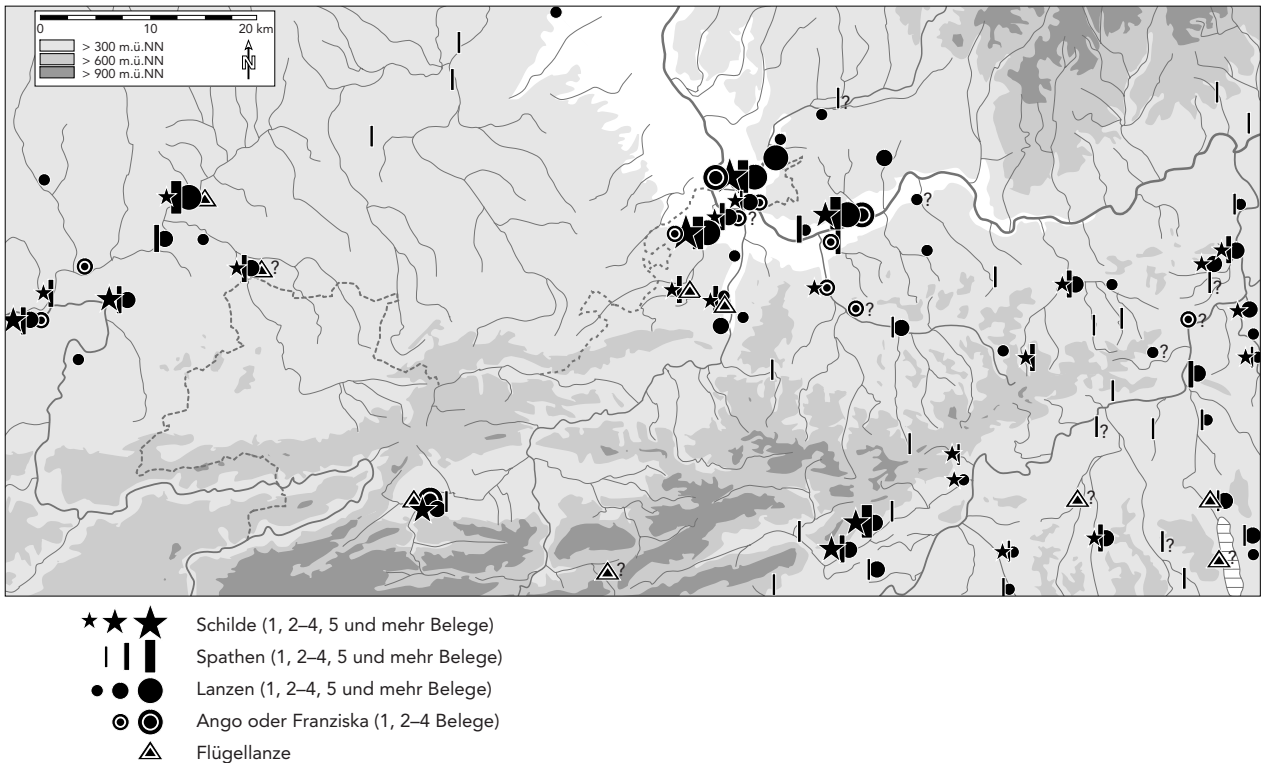 0 10 20 km
> 300 m.ü.NN
> 600 m.ü.NN
> 900 m.ü.NN
N
?
?
?
?
?
?
?
?
?
?
?
?
?
?
Schilde (1, 2–4, 5 und mehr Belege)
Spathen (1, 2–4, 5 und mehr Belege)
Lanzen (1, 2–4, 5 und mehr Belege)
Ango oder Franziska (1, 2–4 Belege)
Flügellanze